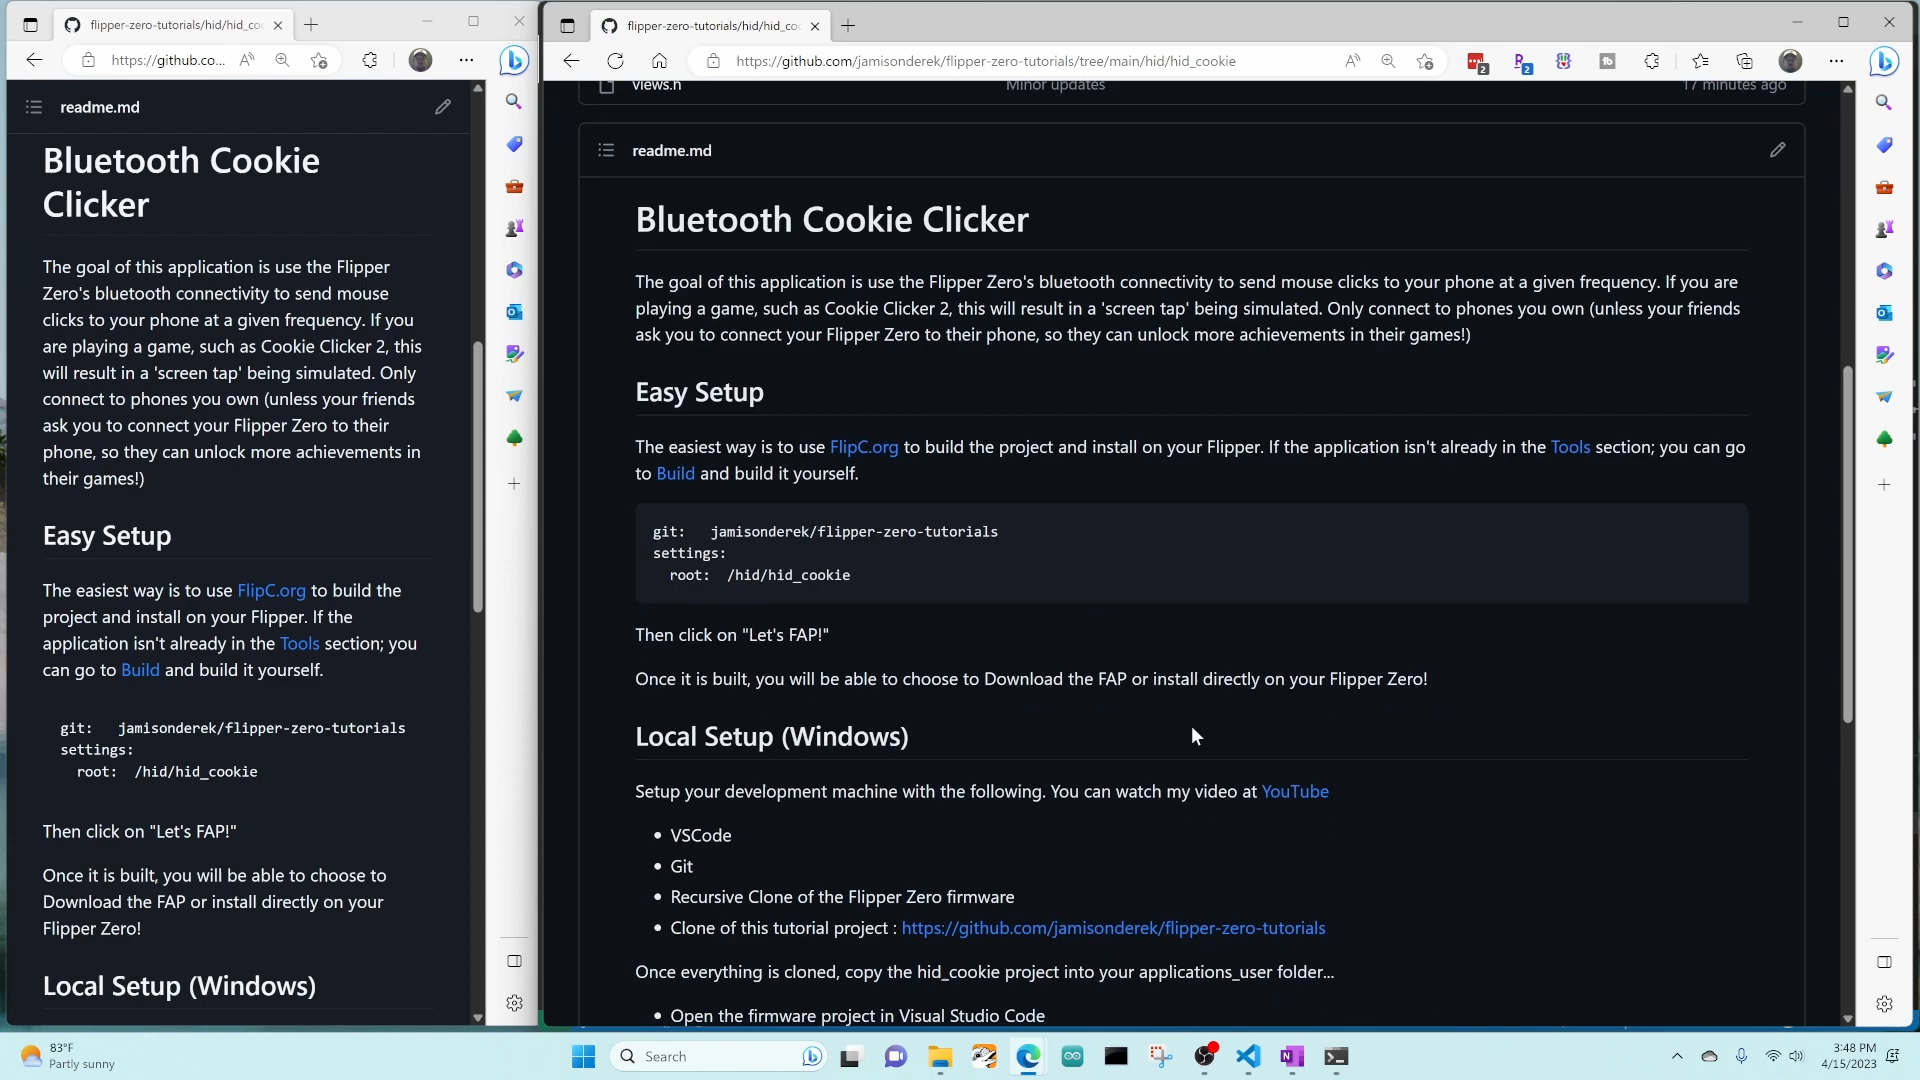 flipper-zero-tutorials/hid/hid_co
https://github.co...
readme.md
Bluetooth Cookie
Clicker
The goal of this application is use the Flipper
Zero's bluetooth connectivity to send mouse
clicks to your phone at a given frequency. If you
are playing a game, such as Cookie Clicker 2, this
will result in a 'screen tap' being simulated. Only
connect to phones you own (unless your friends
ask you to connect your Flipper Zero to their
phone, so they can unlock more achievements in
their games!)
Easy Setup
The easiest way is to use FlipC.org to build the
project and install on your Flipper. If the
application isn't already in the Tools section; you
can go to Build and build it yourself.
git: jamisonderek/flipper-zero-tutorials
settings:
root: /hid/hid_cookie
Then click on "Let's FAP!"
Once it is built, you will be able to choose to
Download the FAP or install directly on your
Flipper Zero!
Local Setup (Windows)
flipper-zero-tutorials/hid/hid_co
https://github.com/jamisonderek/flipper-zero-tutorials/tree/main/hid/hid_cookie
2
2
views.h Minor updates 17 minutes ago
readme.md
Bluetooth Cookie Clicker
The goal of this application is use the Flipper Zero's bluetooth connectivity to send mouse clicks to your phone at a given frequency. If you are
playing a game, such as Cookie Clicker 2, this will result in a 'screen tap' being simulated. Only connect to phones you own (unless your friends
ask you to connect your Flipper Zero to their phone, so they can unlock more achievements in their games!)
Easy Setup
The easiest way is to use FlipC.org to build the project and install on your Flipper. If the application isn't already in the Tools section; you can go
to Build and build it yourself.
git: jamisonderek/flipper-zero-tutorials
settings:
root: /hid/hid_cookie
Then click on "Let's FAP!"
Once it is built, you will be able to choose to Download the FAP or install directly on your Flipper Zero!
Local Setup (Windows)
Setup your development machine with the following. You can watch my video at YouTube
• VSCode
• Git
• Recursive Clone of the Flipper Zero firmware
• Clone of this tutorial project : https://github.com/jamisonderek/flipper-zero-tutorials
Once everything is cloned, copy the hid_cookie project into your applications_user folder...
• Open the firmware project in Visual Studio Code
83°F
Partly sunny
Search
3:48 PM
4/15/2023